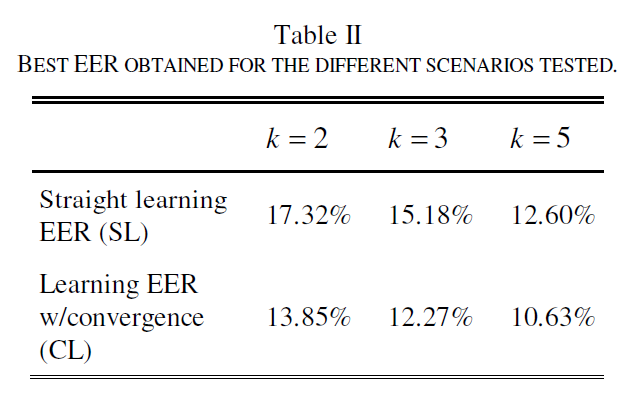 Table II
BEST EER OBTAINED FOR THE DIFFERENT SCENARIOS TESTED.
k = 2 k = 3 k = 5
Straight learning
EER (SL) 17.32% 15.18% 12.60%
Learning EER
w/convergence 13.85% 12.27% 10.63%
(CL)